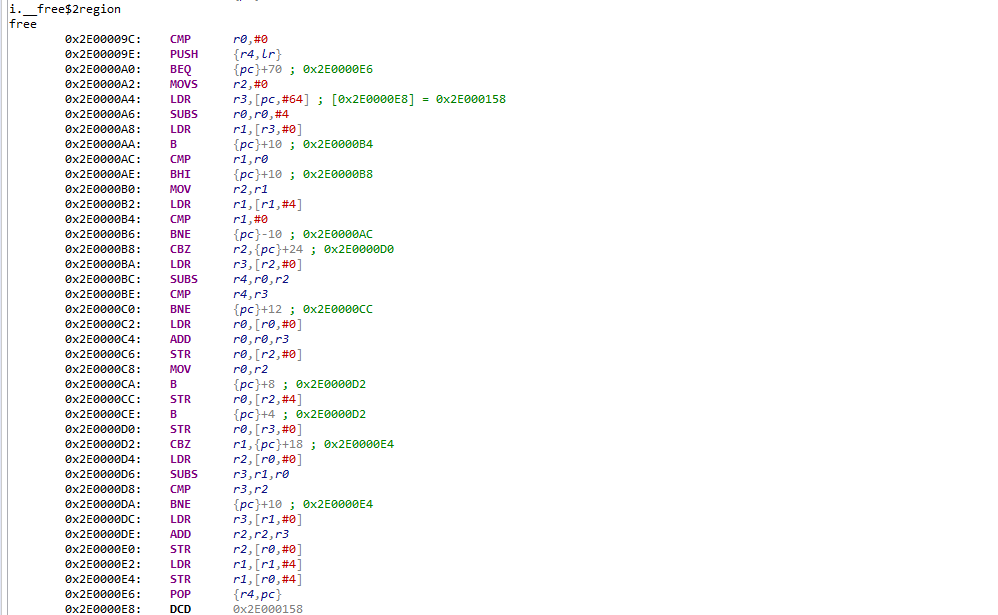 i.__free$2region
free
0x2E00009C: CMP r0,#0
0x2E00009E: PUSH {r4,lr}
0x2E0000A0: BEQ {pc}+70 ; 0x2E0000E6
0x2E0000A2: MOVS r2,#0
0x2E0000A4: LDR r3,[pc,#64] ; [0x2E0000E8] = 0x2E000158
0x2E0000A6: SUBS r0,r0,#4
0x2E0000A8: LDR r1,[r3,#0]
0x2E0000AA: B {pc}+10 ; 0x2E0000B4
0x2E0000AC: CMP r1,r0
0x2E0000AE: BHI {pc}+10 ; 0x2E0000B8
0x2E0000B0: MOV r2,r1
0x2E0000B2: LDR r1,[r1,#4]
0x2E0000B4: CMP r1,#0
0x2E0000B6: BNE {pc}-10 ; 0x2E0000AC
0x2E0000B8: CBZ r2,{pc}+24 ; 0x2E0000D0
0x2E0000BA: LDR r3,[r2,#0]
0x2E0000BC: SUBS r4,r0,r2
0x2E0000BE: CMP r4,r3
0x2E0000C0: BNE {pc}+12 ; 0x2E0000CC
0x2E0000C2: LDR r0,[r0,#0]
0x2E0000C4: ADD r0,r0,r3
0x2E0000C6: STR r0,[r2,#0]
0x2E0000C8: MOV r0,r2
0x2E0000CA: B {pc}+8 ; 0x2E0000D2
0x2E0000CC: STR r0,[r2,#4]
0x2E0000CE: B {pc}+4 ; 0x2E0000D2
0x2E0000D0: STR r0,[r3,#0]
0x2E0000D2: CBZ r1,{pc}+18 ; 0x2E0000E4
0x2E0000D4: LDR r2,[r0,#0]
0x2E0000D6: SUBS r3,r1,r0
0x2E0000D8: CMP r3,r2
0x2E0000DA: BNE {pc}+10 ; 0x2E0000E4
0x2E0000DC: LDR r3,[r1,#0]
0x2E0000DE: ADD r2,r2,r3
0x2E0000E0: STR r2,[r0,#0]
0x2E0000E2: LDR r1,[r1,#4]
0x2E0000E4: STR r1,[r0,#4]
0x2E0000E6: POP {r4,pc}
0x2E0000E8: DCD 0x2E000158